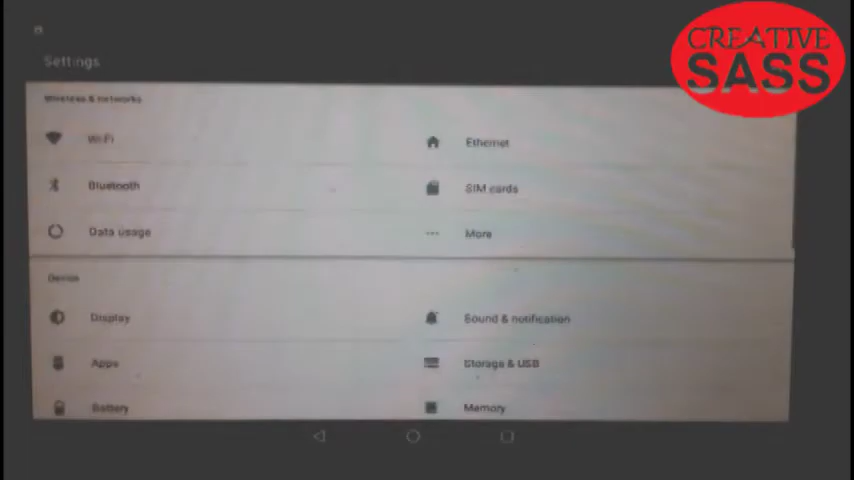 CREATIVE
SASS
Settings
Wireless & networks
Wi-Fi
Ethernet
Bluetooth
SIM cards
Data usage
More
Device
Display
Sound & notification
Apps
Storage & USB
Battery
Memory